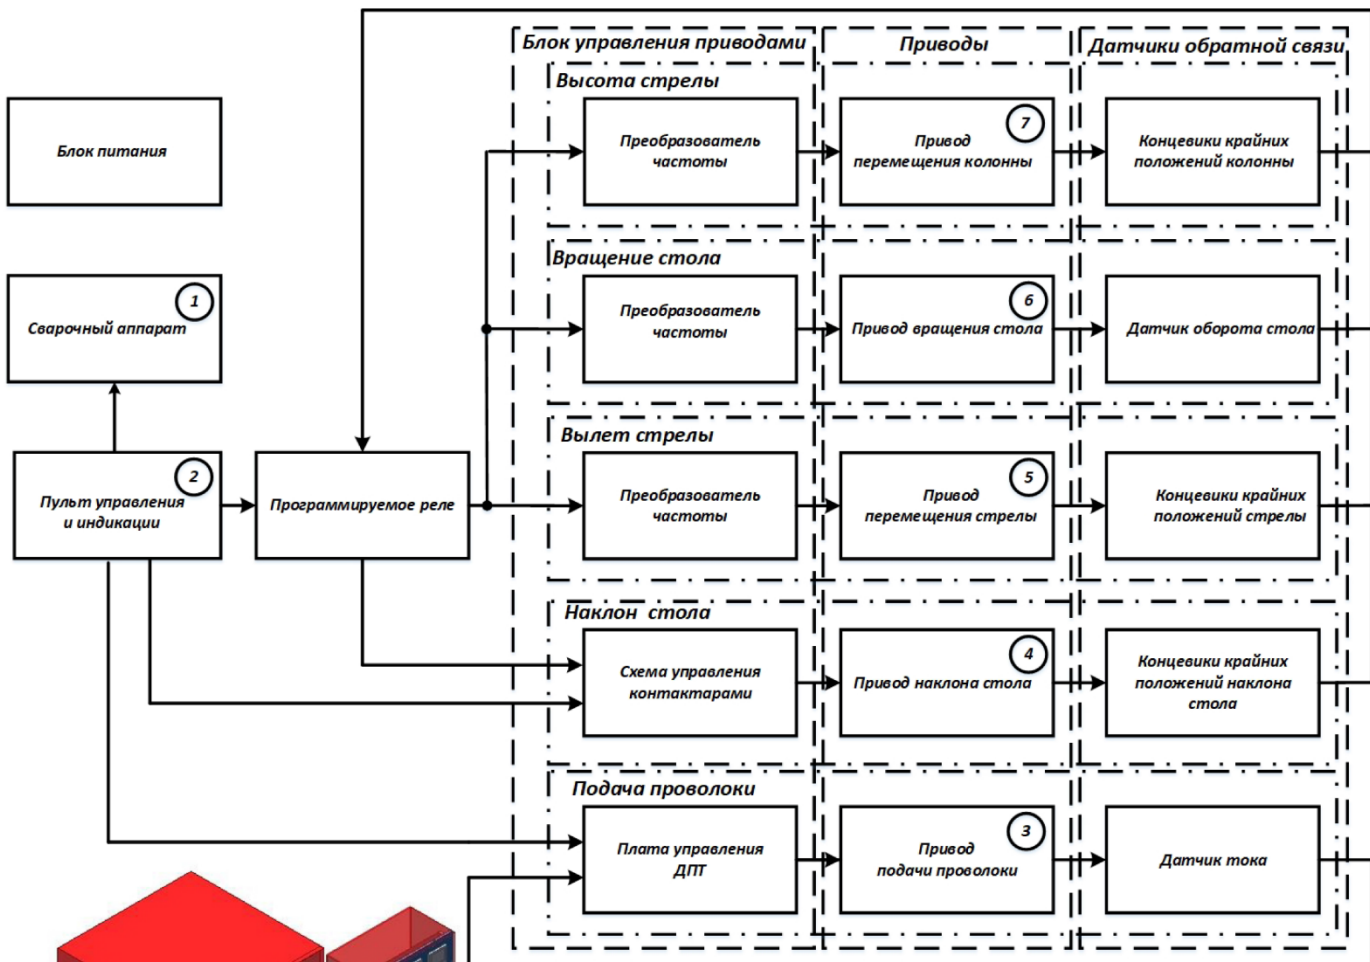 Блок управления приводами
Приводы
Датчики обратной связи
Высота стрелы
Блок питания
Преобразователь
частоты
7
Привод
перемещения колонны
Концевики крайних
положений колонны
Вращение стола
1
Сварочный аппарат
Преобразователь
частоты
6
Привод вращения стола
Датчик оборота стола
Вылет стрелы
2
Пульт управления
и индикации
Программируемое реле
Преобразователь
частоты
5
Привод
перемещения стрелы
Концевики крайних
положений стрелы
Наклон стола
Схема управления
контактарами
4
Привод наклона стола
Концевики крайних
положений наклона
стола
Подача проволоки
Плата управления
ДПТ
3
Привод
подачи проволоки
Датчик тока